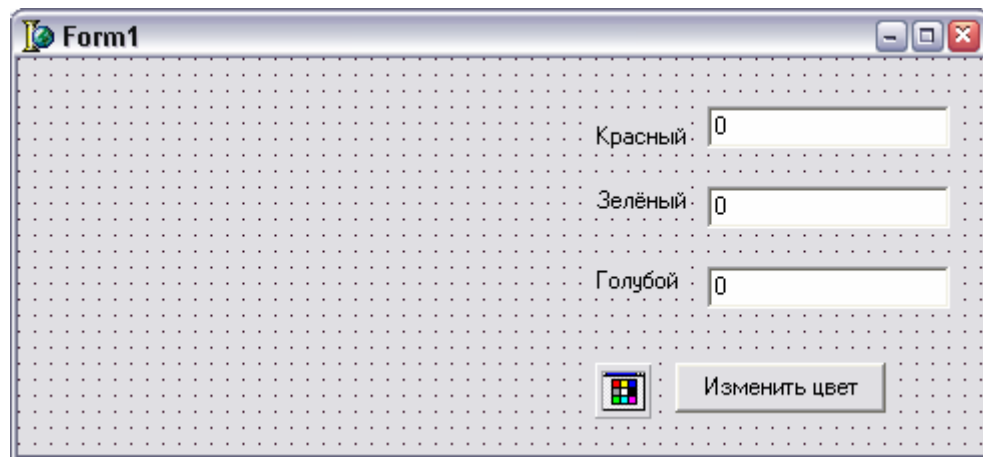 Form1
Красный 0
Зелёный 0
Голубой 0
Изменить цвет